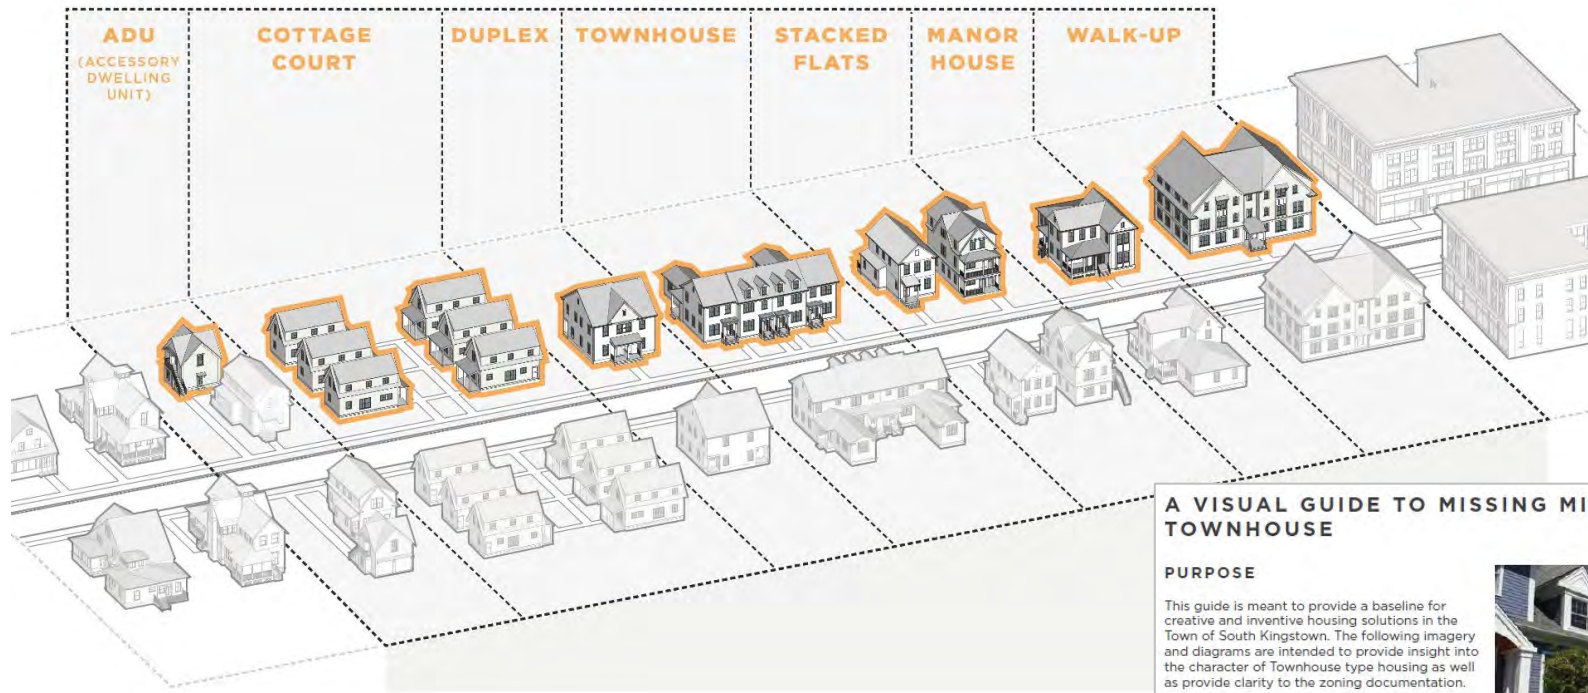 ADU
(ACCESSORY
DWELLING
UNIT)
COTTAGE
COURT
DUPLEX
TOWNHOUSE
STACKED
FLATS
MANOR
HOUSE
WALK-UP
A VISUAL GUIDE TO MISSING MI
TOWNHOUSE
PURPOSE
This guide is meant to provide a baseline for
creative and inventive housing solutions in the
Town of South Kingstown. The following imagery
and diagrams are intended to provide insight into
the character of Townhouse type housing as well
as provide clarity to the zoning documentation.